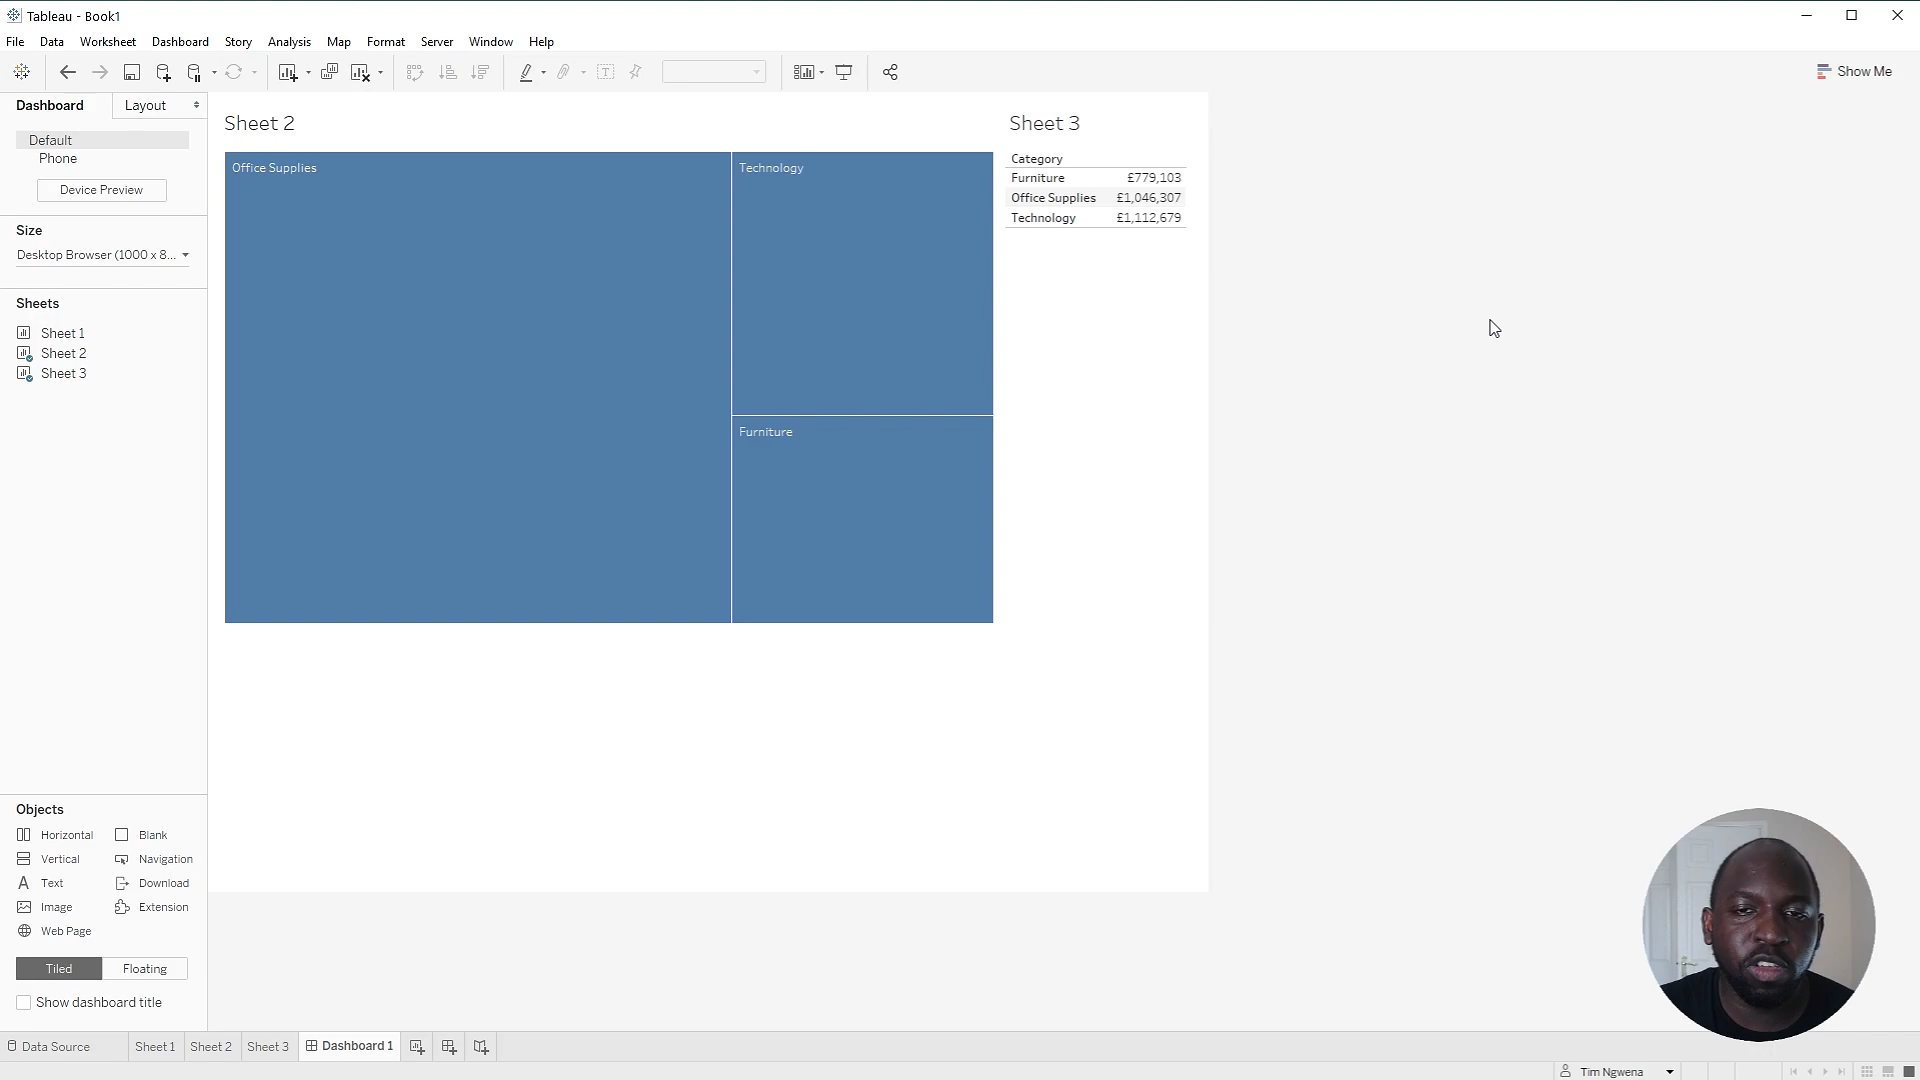 Tableau - Book1
File Data Worksheet Dashboard Story Analysis Map Format Server Window Help
Show Me
Dashboard Layout
Default
Phone
Device Preview
Size
Desktop Browser (1000 x 8...
Sheets
Sheet 1
Sheet 2
Sheet 3
Objects
Horizontal Blank
Vertical Navigation
Text Download
Image Extension
Web Page
Tiled Floating
Show dashboard title
Sheet 2
Office Supplies
Technology
Furniture
Sheet 3
Category
Furniture £779,103
Office Supplies £1,046,307
Technology £1,112,679
Data Source Sheet 1 Sheet 2 Sheet 3 Dashboard 1
Tim Ngwena